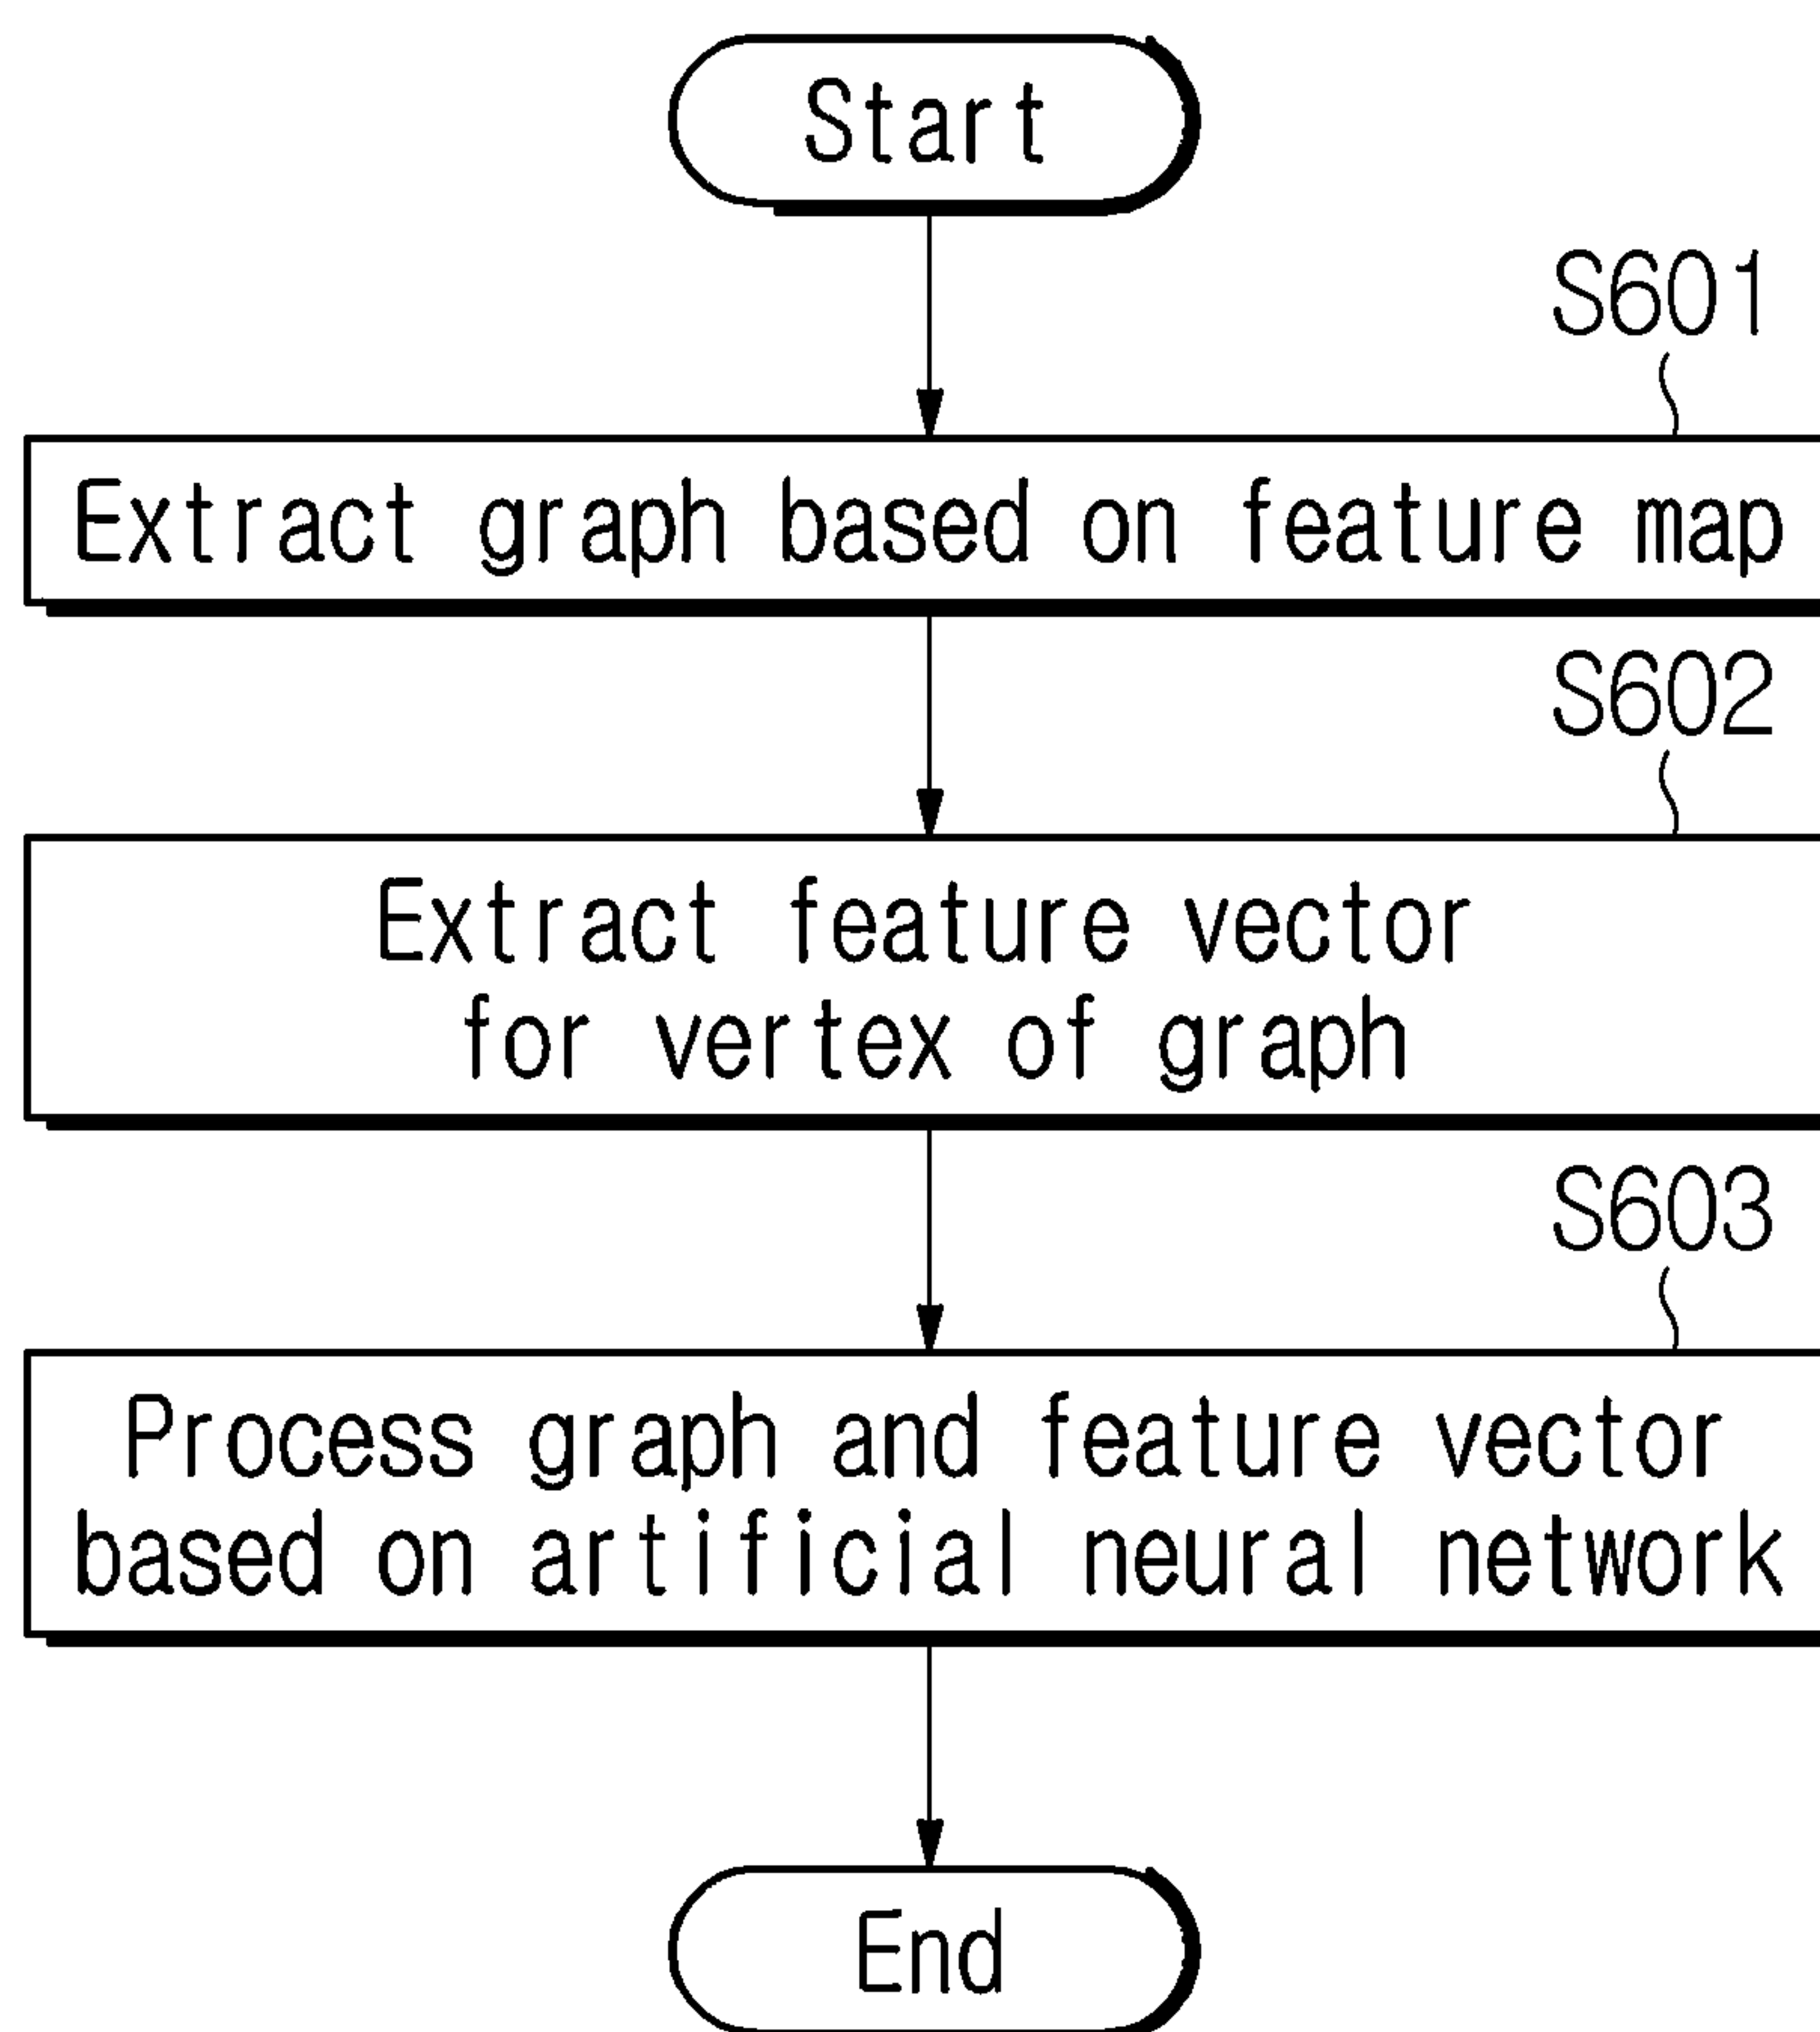 Start
S601
Extract graph based on feature map
S602
Extract feature vector
for vertex of graph
S603
Process graph and feature vector
based on artificial neural network
End